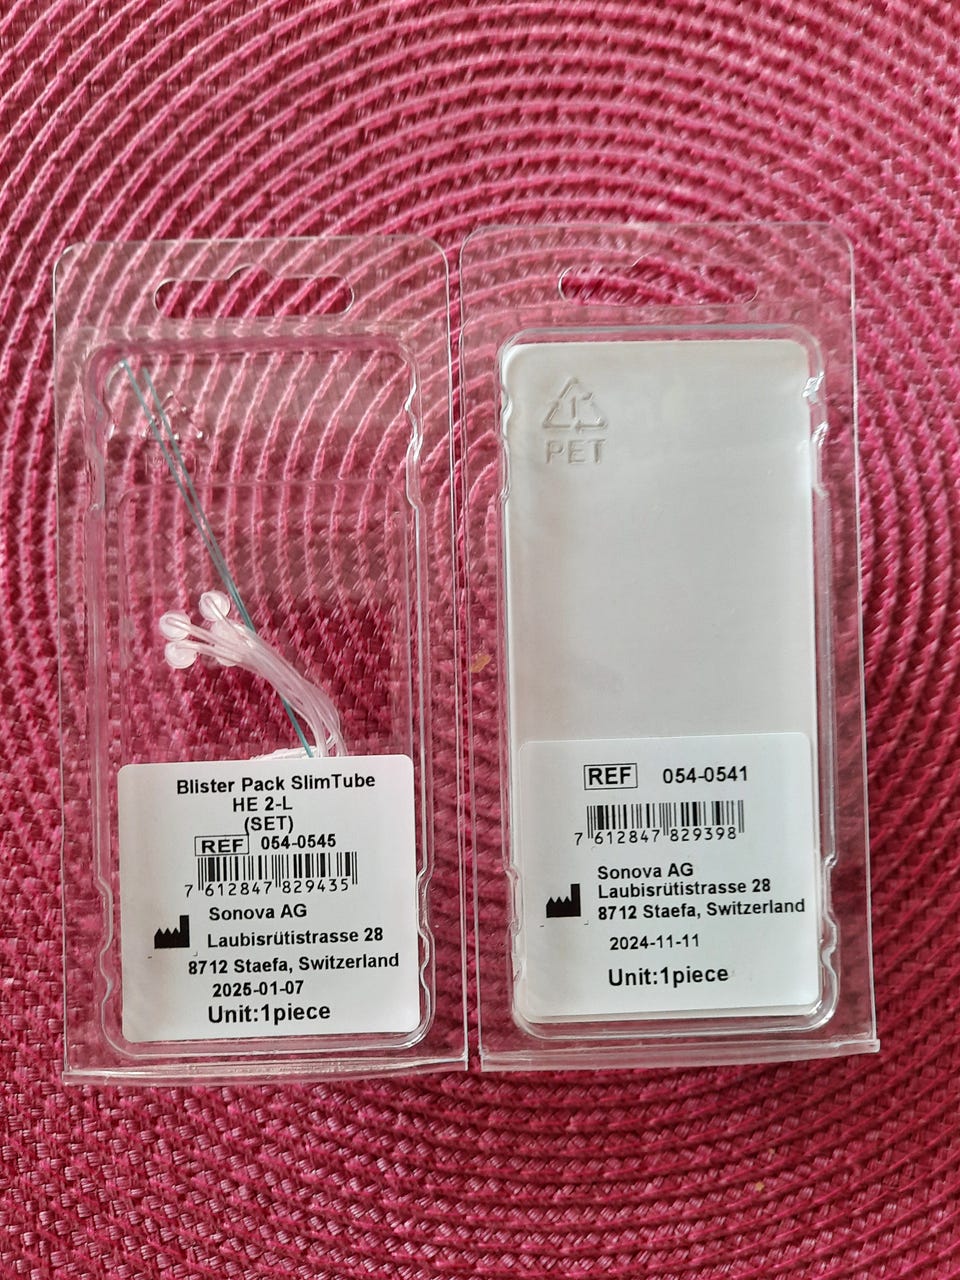 Blister Pack SlimTube
HE 2-L
(SET)
REF 054-0545
7 612847 829435
Sonova AG
Laubisrütistrasse 28
8712 Staefa, Switzerland
2025-01-07
Unit:1piece
1
PET
REF 054-0541
7 612847 829398
Sonova AG
Laubisrütistrasse 28
8712 Staefa, Switzerland
2024-11-11
Unit:1piece